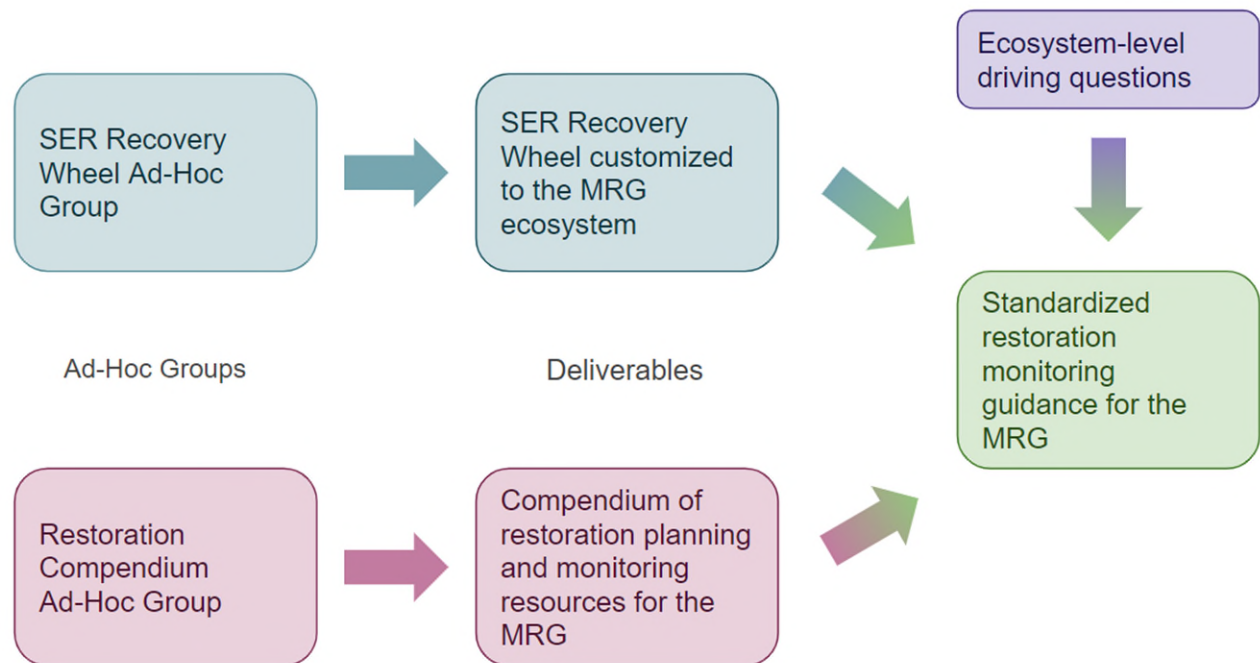 Ecosystem-level
driving questions
SER Recovery
Wheel Ad-Hoc
Group
SER Recovery
Wheel customized
to the MRG
ecosystem
Standardized
restoration
monitoring
guidance for the
MRG
Ad-Hoc Groups
Deliverables
Restoration
Compendium
Ad-Hoc Group
Compendium of
restoration planning
and monitoring
resources for the
MRG